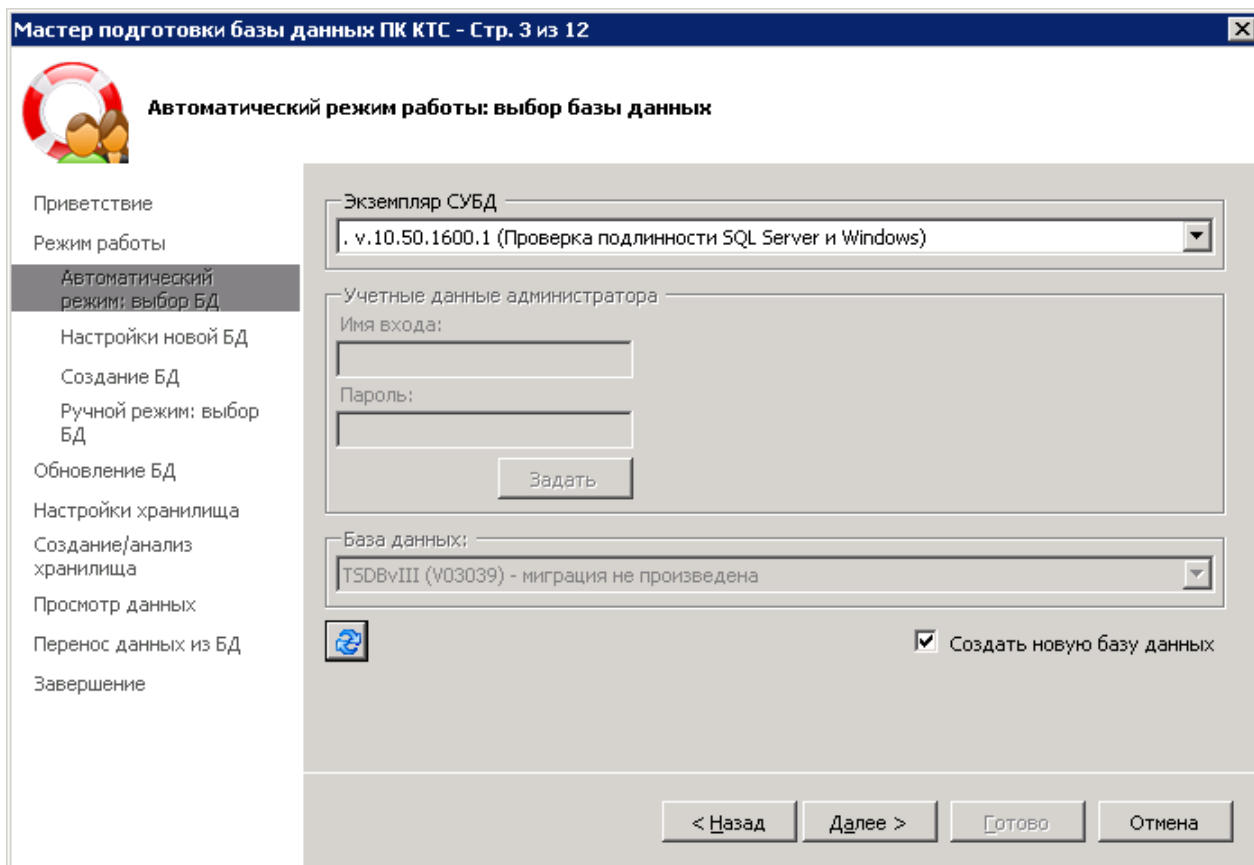 Мастер подготовки базы данных ПК КТС - Стр. 3 из 12
Автоматический режим работы: выбор базы данных
Приветствие
Режим работы
Автоматический
режим: выбор БД
Настройки новой БД
Создание БД
Ручной режим: выбор
БД
Обновление БД
Настройки хранилища
Создание/анализ
хранилища
Просмотр данных
Перенос данных из БД
Завершение
Экземпляр СУБД
. v.10.50.1600.1 (Проверка подлинности SQL Server и Windows)
Учетные данные администратора
Имя входа:
Пароль:
Задать
База данных:
TSDBvIII (V03039) - миграция не произведена
Создать новую базу данных
< Назад
Далее >
Готово
Отмена